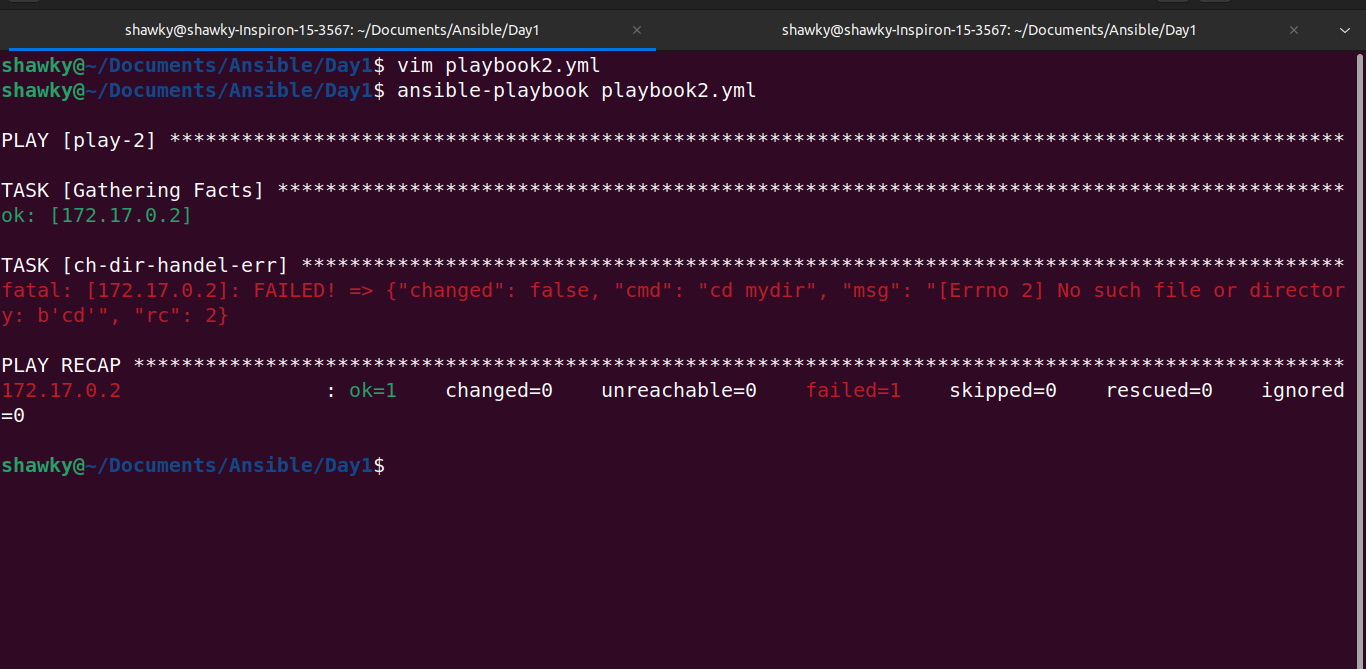 shawky@shawky-Inspiron-15-3567: ~/Documents/Ansible/Day1 × shawky@shawky-Inspiron-15-3567: ~/Documents/Ansible/Day1 ×
shawky@~/Documents/Ansible/Day1$ vim playbook2.yml
shawky@~/Documents/Ansible/Day1$ ansible-playbook playbook2.yml
PLAY [play-2] **************************************************************************************************
TASK [Gathering Facts] *****************************************************************************************
ok: [172.17.0.2]
TASK [ch-dir-handel-err] ***************************************************************************************
fatal: [172.17.0.2]: FAILED! => {"changed": false, "cmd": "cd mydir", "msg": "[Errno 2] No such file or director
y: b'cd'", "rc": 2}
PLAY RECAP *****************************************************************************************************
172.17.0.2                 : ok=1    changed=0    unreachable=0    failed=1    skipped=0    rescued=0    ignored
=0
shawky@~/Documents/Ansible/Day1$